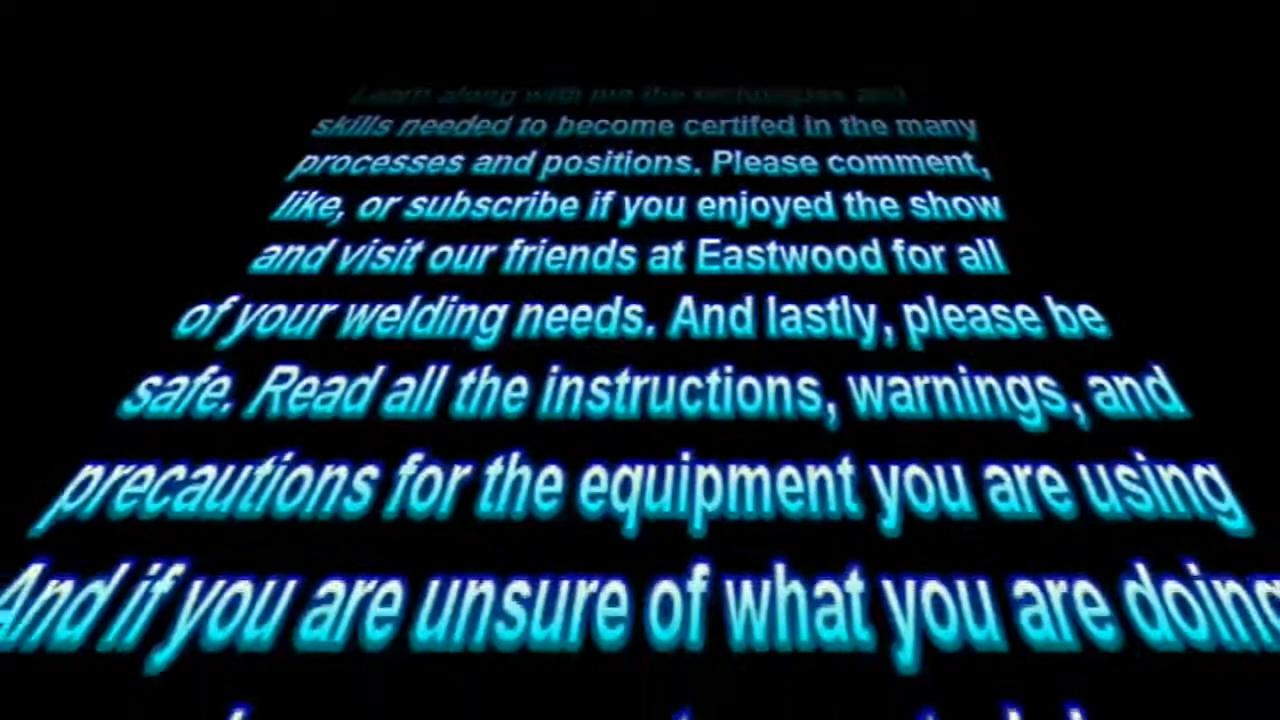 Learn along with me the techniques and
skills needed to become certifed in the many
processes and positions. Please comment,
like, or subscribe if you enjoyed the show
and visit our friends at Eastwood for all
of your welding needs. And lastly, please be
safe. Read all the instructions, warnings, and
precautions for the equipment you are using
And if you are unsure of what you are doing